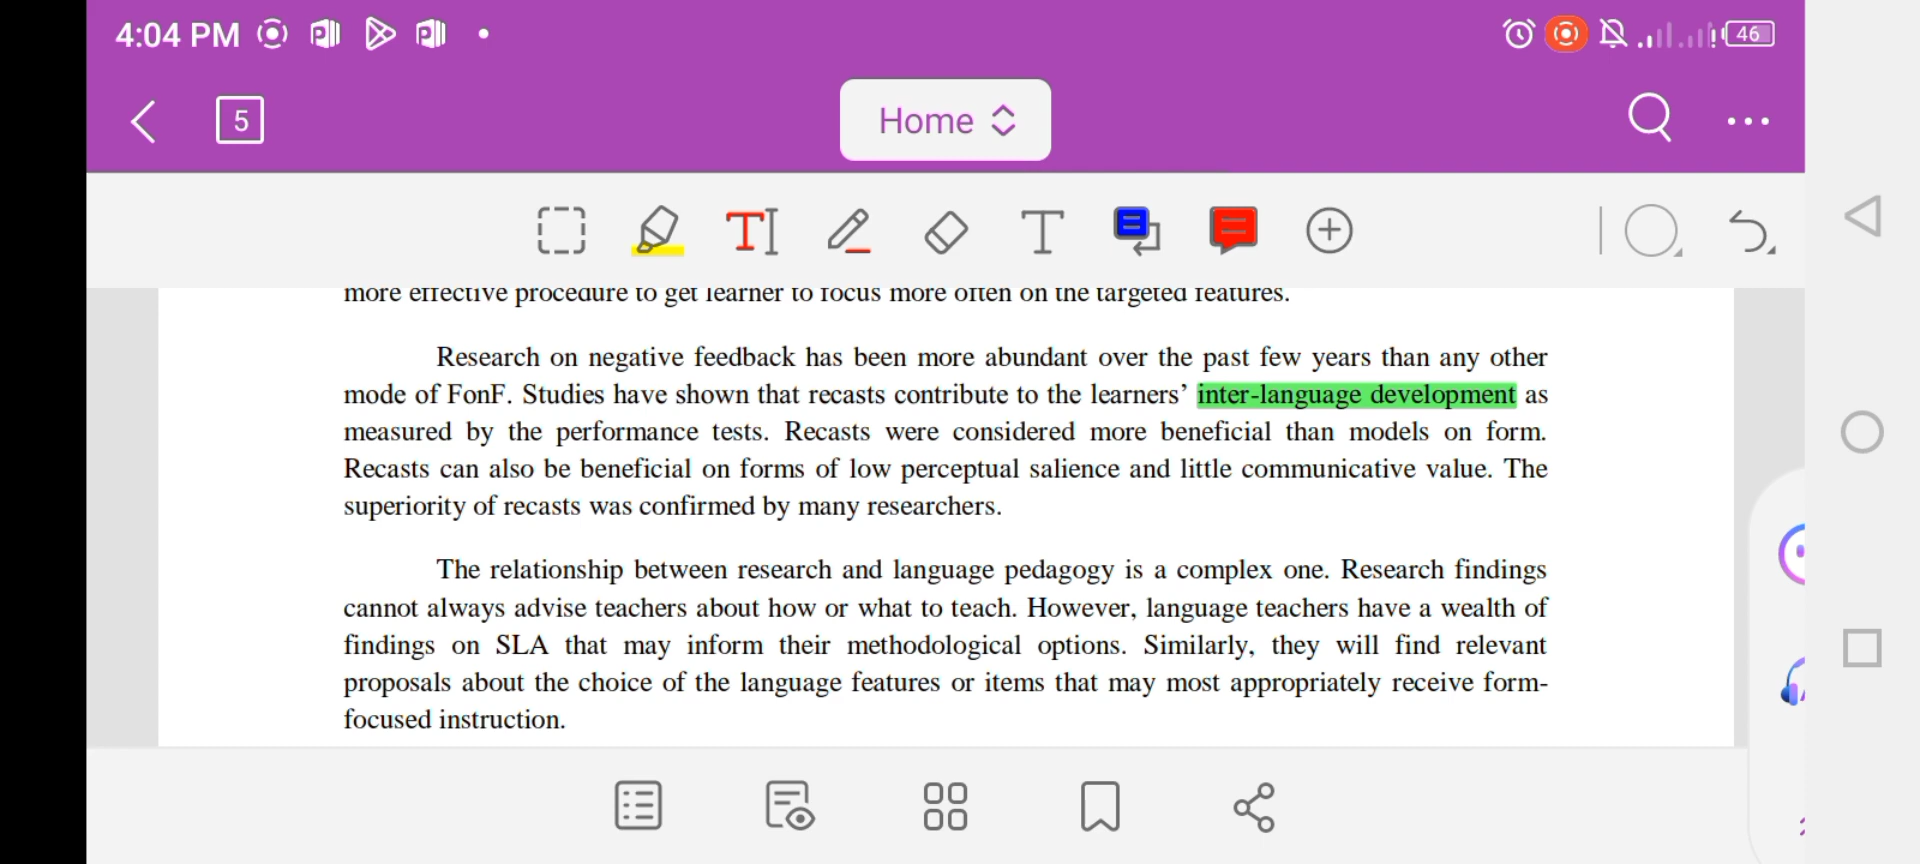 4:04 PM
46
5
Home
more effective procedure to get learner to focus more often on the targeted features.
Research on negative feedback has been more abundant over the past few years than any other
mode of FonF. Studies have shown that recasts contribute to the learners’ inter-language development as
measured by the performance tests. Recasts were considered more beneficial than models on form.
Recasts can also be beneficial on forms of low perceptual salience and little communicative value. The
superiority of recasts was confirmed by many researchers.
The relationship between research and language pedagogy is a complex one. Research findings
cannot always advise teachers about how or what to teach. However, language teachers have a wealth of
findings on SLA that may inform their methodological options. Similarly, they will find relevant
proposals about the choice of the language features or items that may most appropriately receive form-
focused instruction.